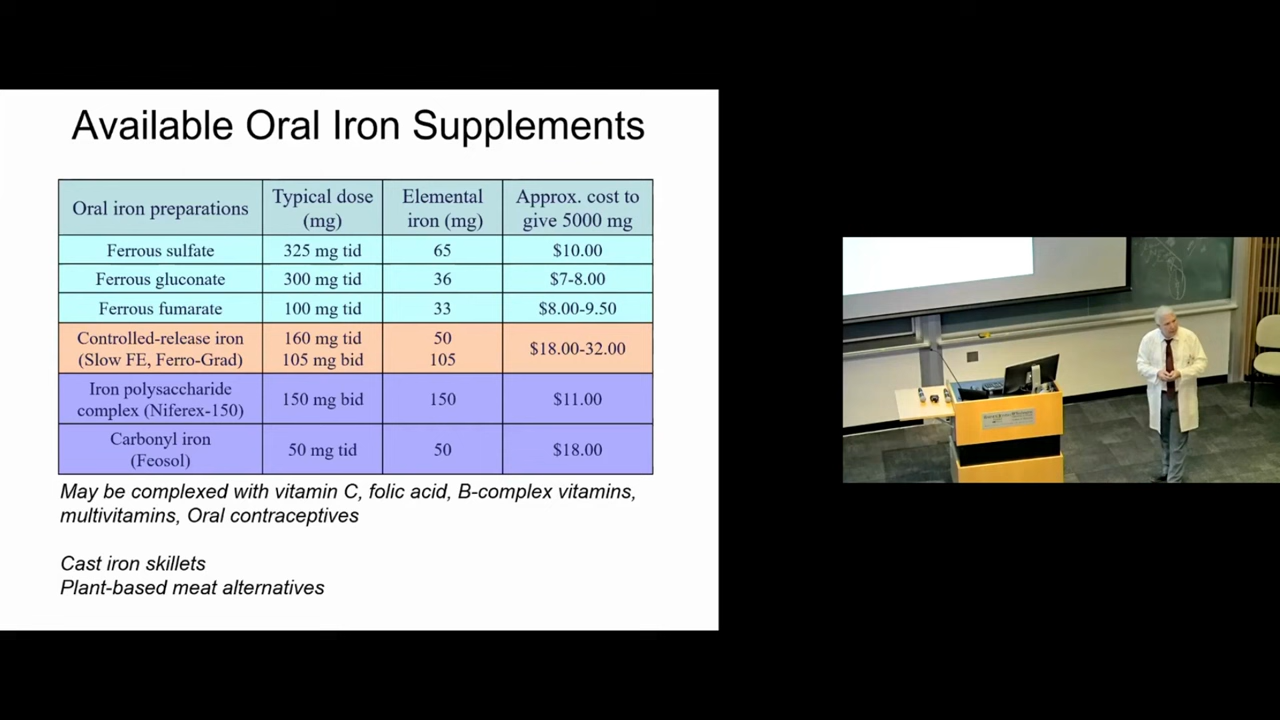 Available Oral Iron Supplements
Oral iron preparations
Typical dose
(mg)
Elemental
iron (mg)
Approx. cost to
give 5000 mg
Ferrous sulfate
325 mg tid
65
$10.00
Ferrous gluconate
300 mg tid
36
$7-8.00
Ferrous fumarate
100 mg tid
33
$8.00-9.50
Controlled-release iron
(Slow FE, Ferro-Grad)
160 mg tid
105 mg bid
50
105
$18.00-32.00
Iron polysaccharide
complex (Niferex-150)
150 mg bid
150
$11.00
Carbonyl iron
(Feosol)
50 mg tid
50
$18.00
May be complexed with vitamin C, folic acid, B-complex vitamins,
multivitamins, Oral contraceptives
Cast iron skillets
Plant-based meat alternatives